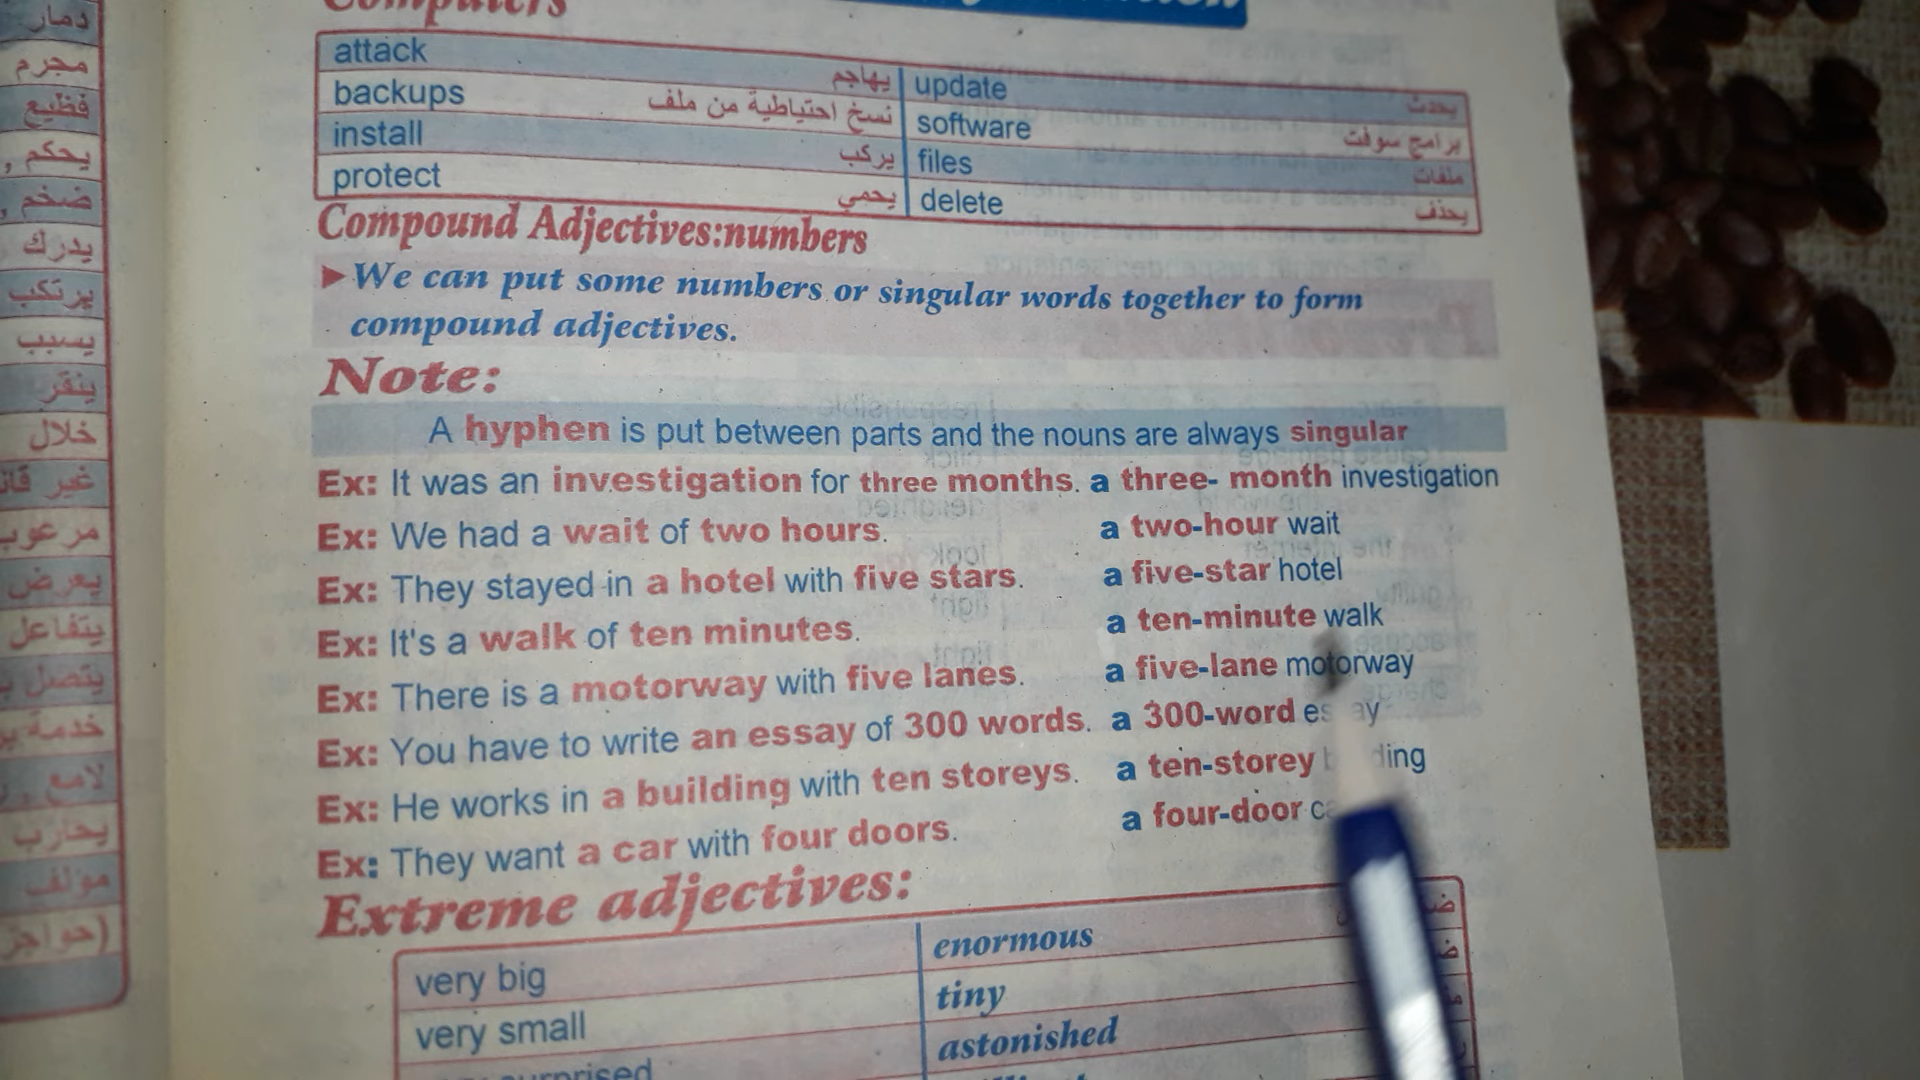 Computers
attack يهاجم update يحدث
backups نسخ احتياطية من ملف software برامج سوفت
install يركب files ملفات
protect يحمي delete يحذف
Compound Adjectives:numbers
►We can put some numbers or singular words together to form
compound adjectives.
Note:
A hyphen is put between parts and the nouns are always singular
Ex: It was an investigation for three months. a three- month investigation
Ex: We had a wait of two hours. a two-hour wait
Ex: They stayed in a hotel with five stars. a five-star hotel
Ex: It's a walk of ten minutes. a ten-minute walk
Ex: There is a motorway with five lanes. a five-lane motorway
Ex: You have to write an essay of 300 words. a 300-word
Ex: He works in a building with ten storeys. a ten-storey
Ex: They want a car with four doors. a four-door
Extreme adjectives:
very big enormous
very small tiny
surprised astonished
دمار
مجرم
فظيع
يحكم ,
ضخم ,
يدرك
يرتكب
يسبب
ينقر
خلال
غير
مرعوب
يعرض
يتفاعل
يتصل
خدمة
لامع ,
يحارب
مؤلف
(حواجز